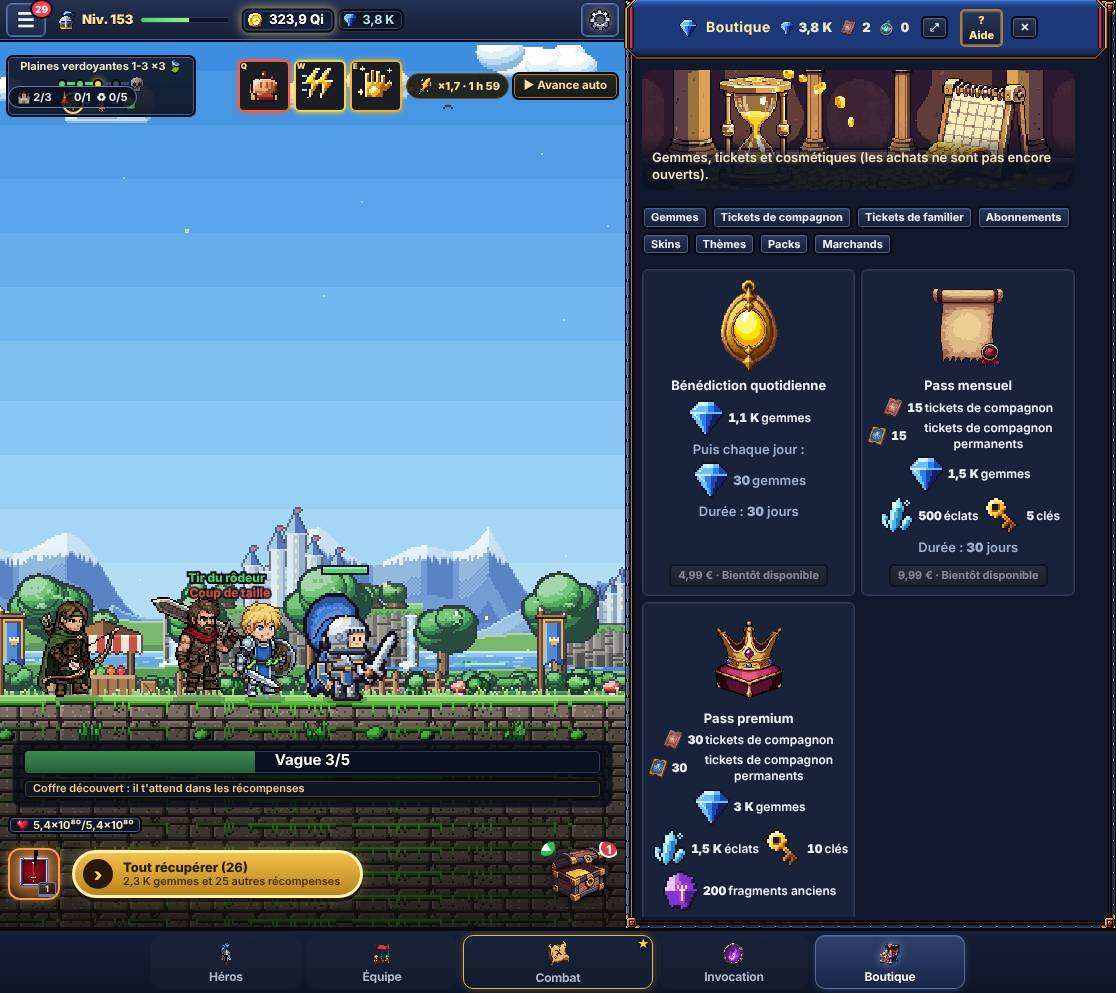 29
Niv. 153
323,9 Qi
3,8 K
Boutique
3,8 K
2
0
?
Aide
Plaines verdoyantes 1-3 ×3
2/3
0/1
0/5
Q
W
E
×1,7 · 1 h 59
Avance auto
Gemmes, tickets et cosmétiques (les achats ne sont pas encore
ouverts).
Gemmes
Tickets de compagnon
Tickets de familier
Abonnements
Skins
Thèmes
Packs
Marchands
Bénédiction quotidienne
1,1 K gemmes
Puis chaque jour :
30 gemmes
Durée : 30 jours
4,99 € · Bientôt disponible
Pass mensuel
15 tickets de compagnon
15 tickets de compagnon
permanents
1,5 K gemmes
500 éclats
5 clés
Durée : 30 jours
9,99 € · Bientôt disponible
Pass premium
30 tickets de compagnon
30 tickets de compagnon
permanents
3 K gemmes
1,5 K éclats
10 clés
200 fragments anciens
Tir du rôdeur
Coup de taille
Vague 3/5
Coffre découvert : il t'attend dans les récompenses
5,4×10⁸⁰/5,4×10⁸⁰
1
Tout récupérer (26)
2,3 K gemmes et 25 autres récompenses
1
Héros
Équipe
Combat
Invocation
Boutique